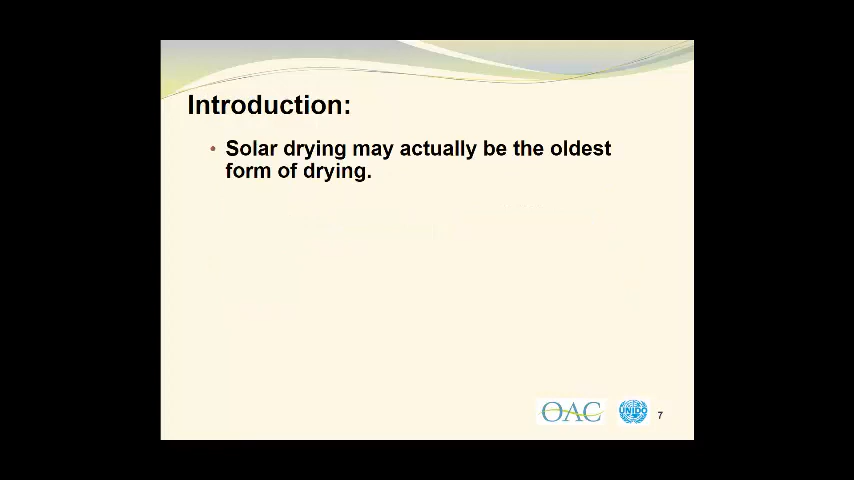 Introduction:
• Solar drying may actually be the oldest
form of drying.
OAC
UNIDO
7